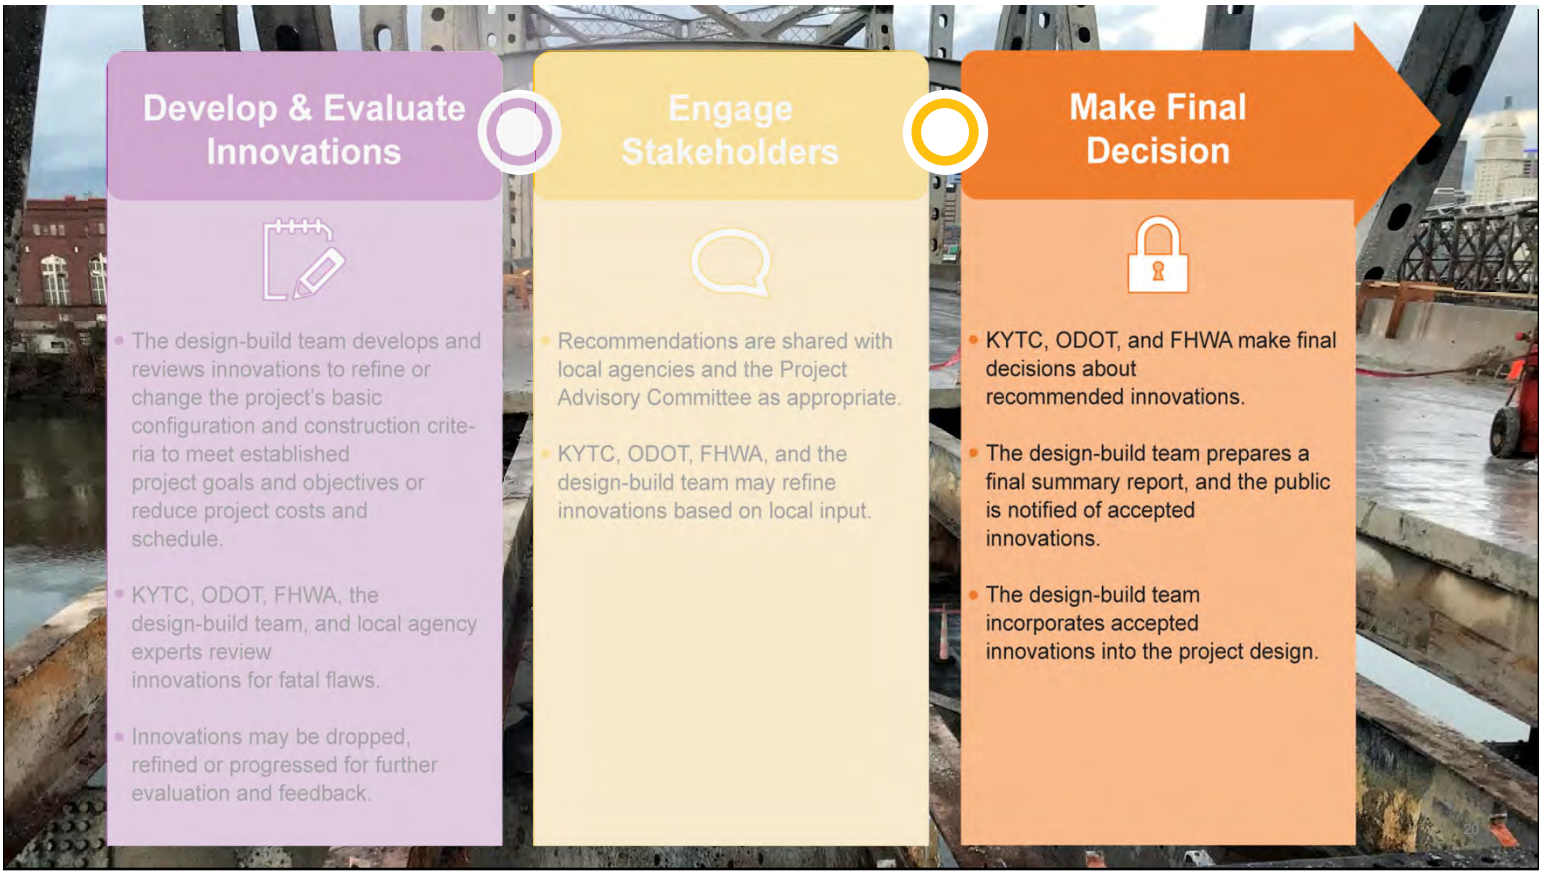 Develop & Evaluate
Innovations
The design-build team develops and
reviews innovations to refine or
change the project's basic
configuration and construction crite-
ria to meet established
project goals and objectives or
reduce project costs and
schedule.
KYTC, ODOT, FHWA, the
design-build team, and local agency
experts review
innovations for fatal flaws.
Innovations may be dropped,
refined or progressed for further
evaluation and feedback.
Engage
Stakeholders
Recommendations are shared with
local agencies and the Project
Advisory Committee as appropriate.
KYTC, ODOT, FHWA, and the
design-build team may refine
innovations based on local input.
Make Final
Decision
KYTC, ODOT, and FHWA make final
decisions about
recommended innovations.
The design-build team prepares a
final summary report, and the public
is notified of accepted
innovations.
The design-build team
incorporates accepted
innovations into the project design.
20